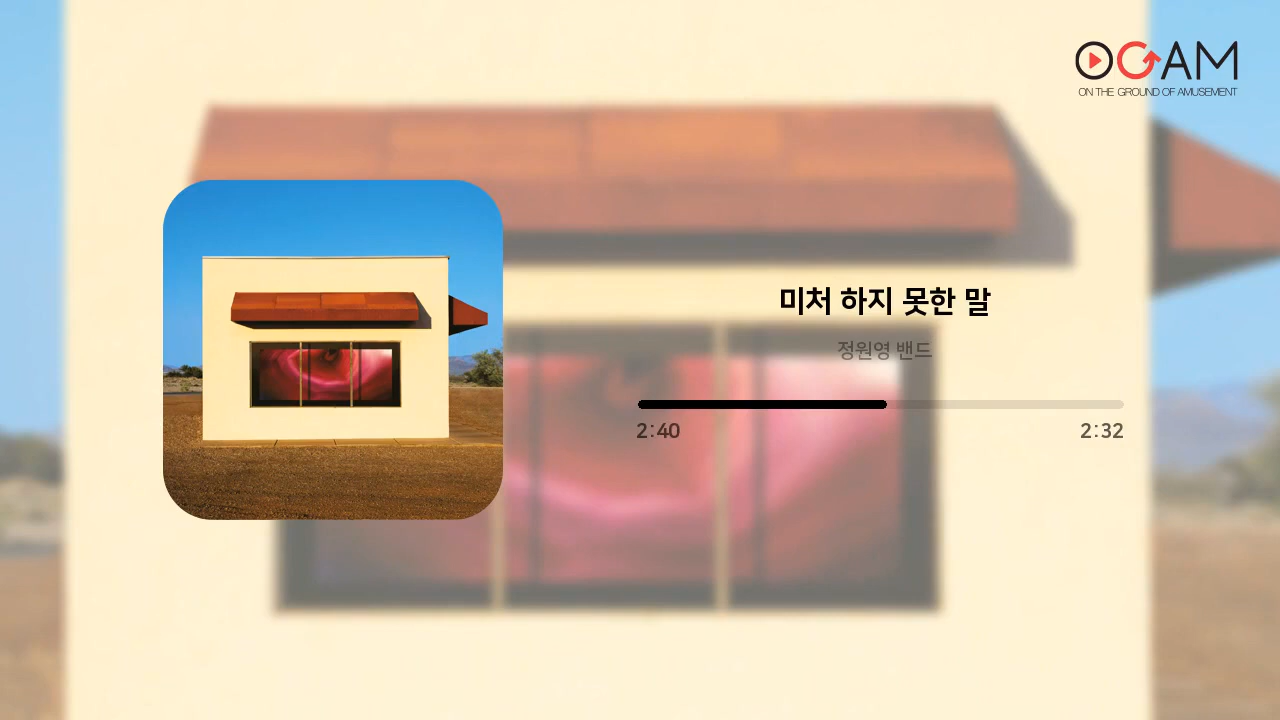 OGAM
ON THE GROUND OF AMUSEMENT
미처 하지 못한 말
정원영 밴드
2:40
2:32